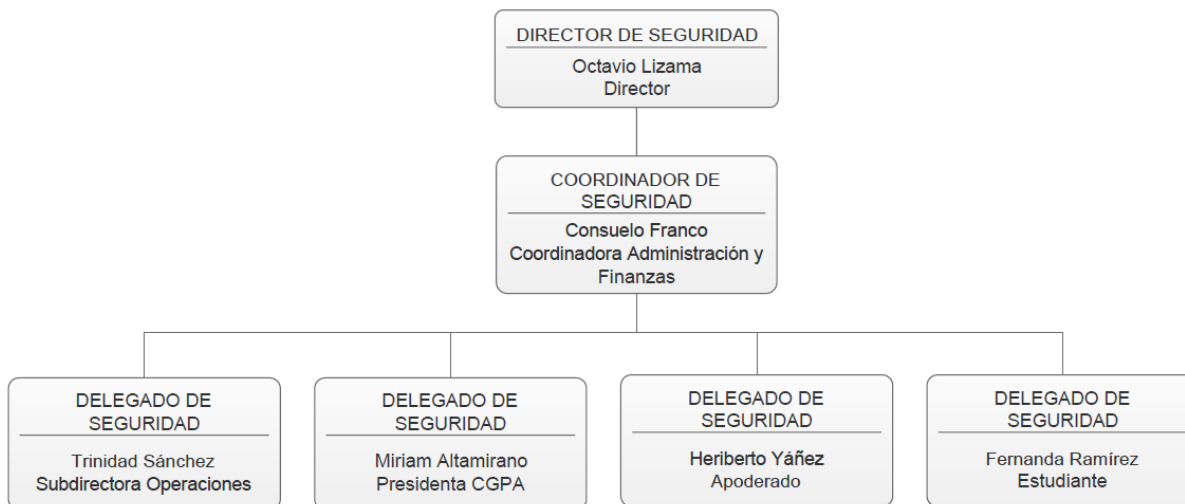 DIRECTOR DE SEGURIDAD
Octavio Lizama
Director
COORDINADOR DE
SEGURIDAD
Consuelo Franco
Coordinadora Administración y
Finanzas
DELEGADO DE
SEGURIDAD
Trinidad Sánchez
Subdirectora Operaciones
DELEGADO DE
SEGURIDAD
Miriam Altamirano
Presidenta CGPA
DELEGADO DE
SEGURIDAD
Heriberto Yáñez
Apoderado
DELEGADO DE
SEGURIDAD
Fernanda Ramírez
Estudiante